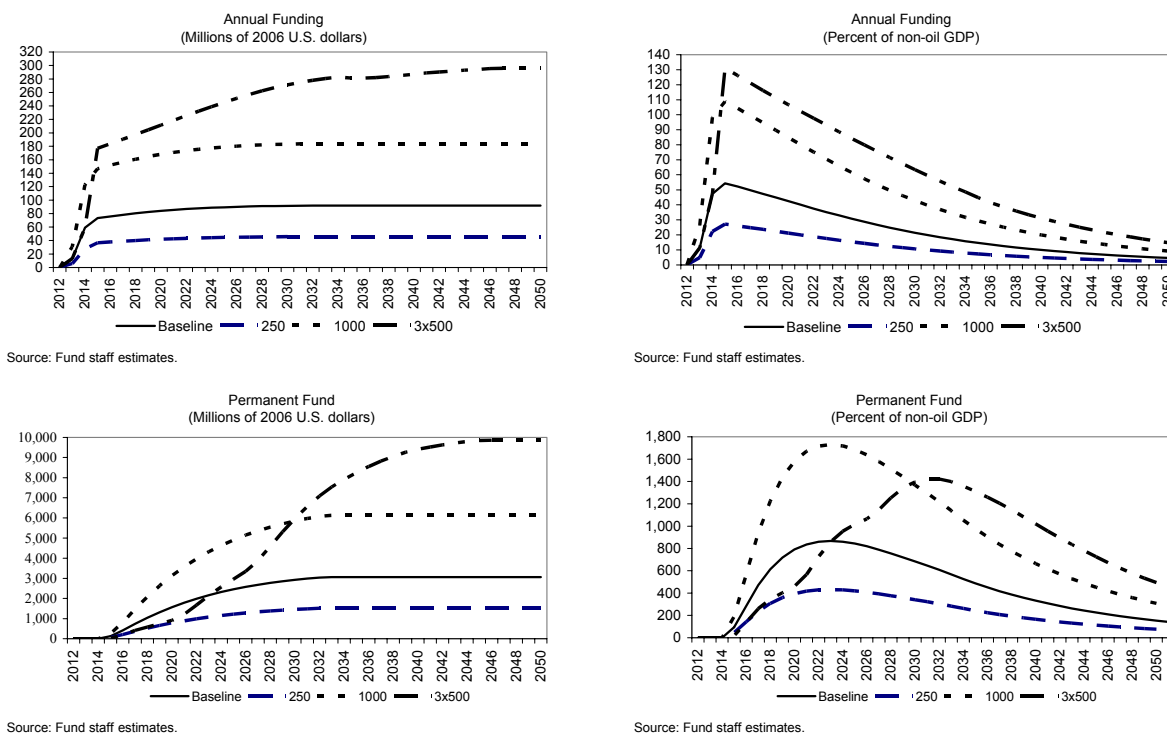 Annual Funding
(Millions of 2006 U.S. dollars)
320
300
280
260
240
220
200
180
160
140
120
100
80
60
40
20
0
2012 2014 2016 2018 2020 2022 2024 2026 2028 2030 2032 2034 2036 2038 2040 2042 2044 2046 2048 2050
Baseline 250 1000 3x500
Source: Fund staff estimates.
Annual Funding
(Percent of non-oil GDP)
140
130
120
110
100
90
80
70
60
50
40
30
20
10
0
2012 2014 2016 2018 2020 2022 2024 2026 2028 2030 2032 2034 2036 2038 2040 2042 2044 2046 2048 2050
Baseline 250 1000 3x500
Source: Fund staff estimates.
Permanent Fund
(Millions of 2006 U.S. dollars)
10,000
9,000
8,000
7,000
6,000
5,000
4,000
3,000
2,000
1,000
0
2012 2014 2016 2018 2020 2022 2024 2026 2028 2030 2032 2034 2036 2038 2040 2042 2044 2046 2048 2050
Baseline 250 1000 3x500
Source: Fund staff estimates.
Permanent Fund
(Percent of non-oil GDP)
1,800
1,600
1,400
1,200
1,000
800
600
400
200
0
2012 2014 2016 2018 2020 2022 2024 2026 2028 2030 2032 2034 2036 2038 2040 2042 2044 2046 2048 2050
Baseline 250 1000 3x500
Source: Fund staff estimates.